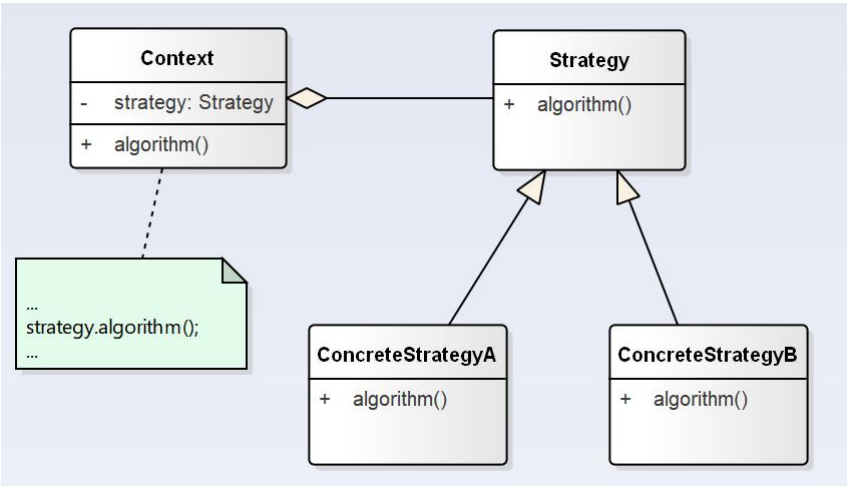 Context
- strategy: Strategy
+ algorithm()
Strategy
+ algorithm()
...
strategy.algorithm();
...
ConcreteStrategyA
+ algorithm()
ConcreteStrategyB
+ algorithm()